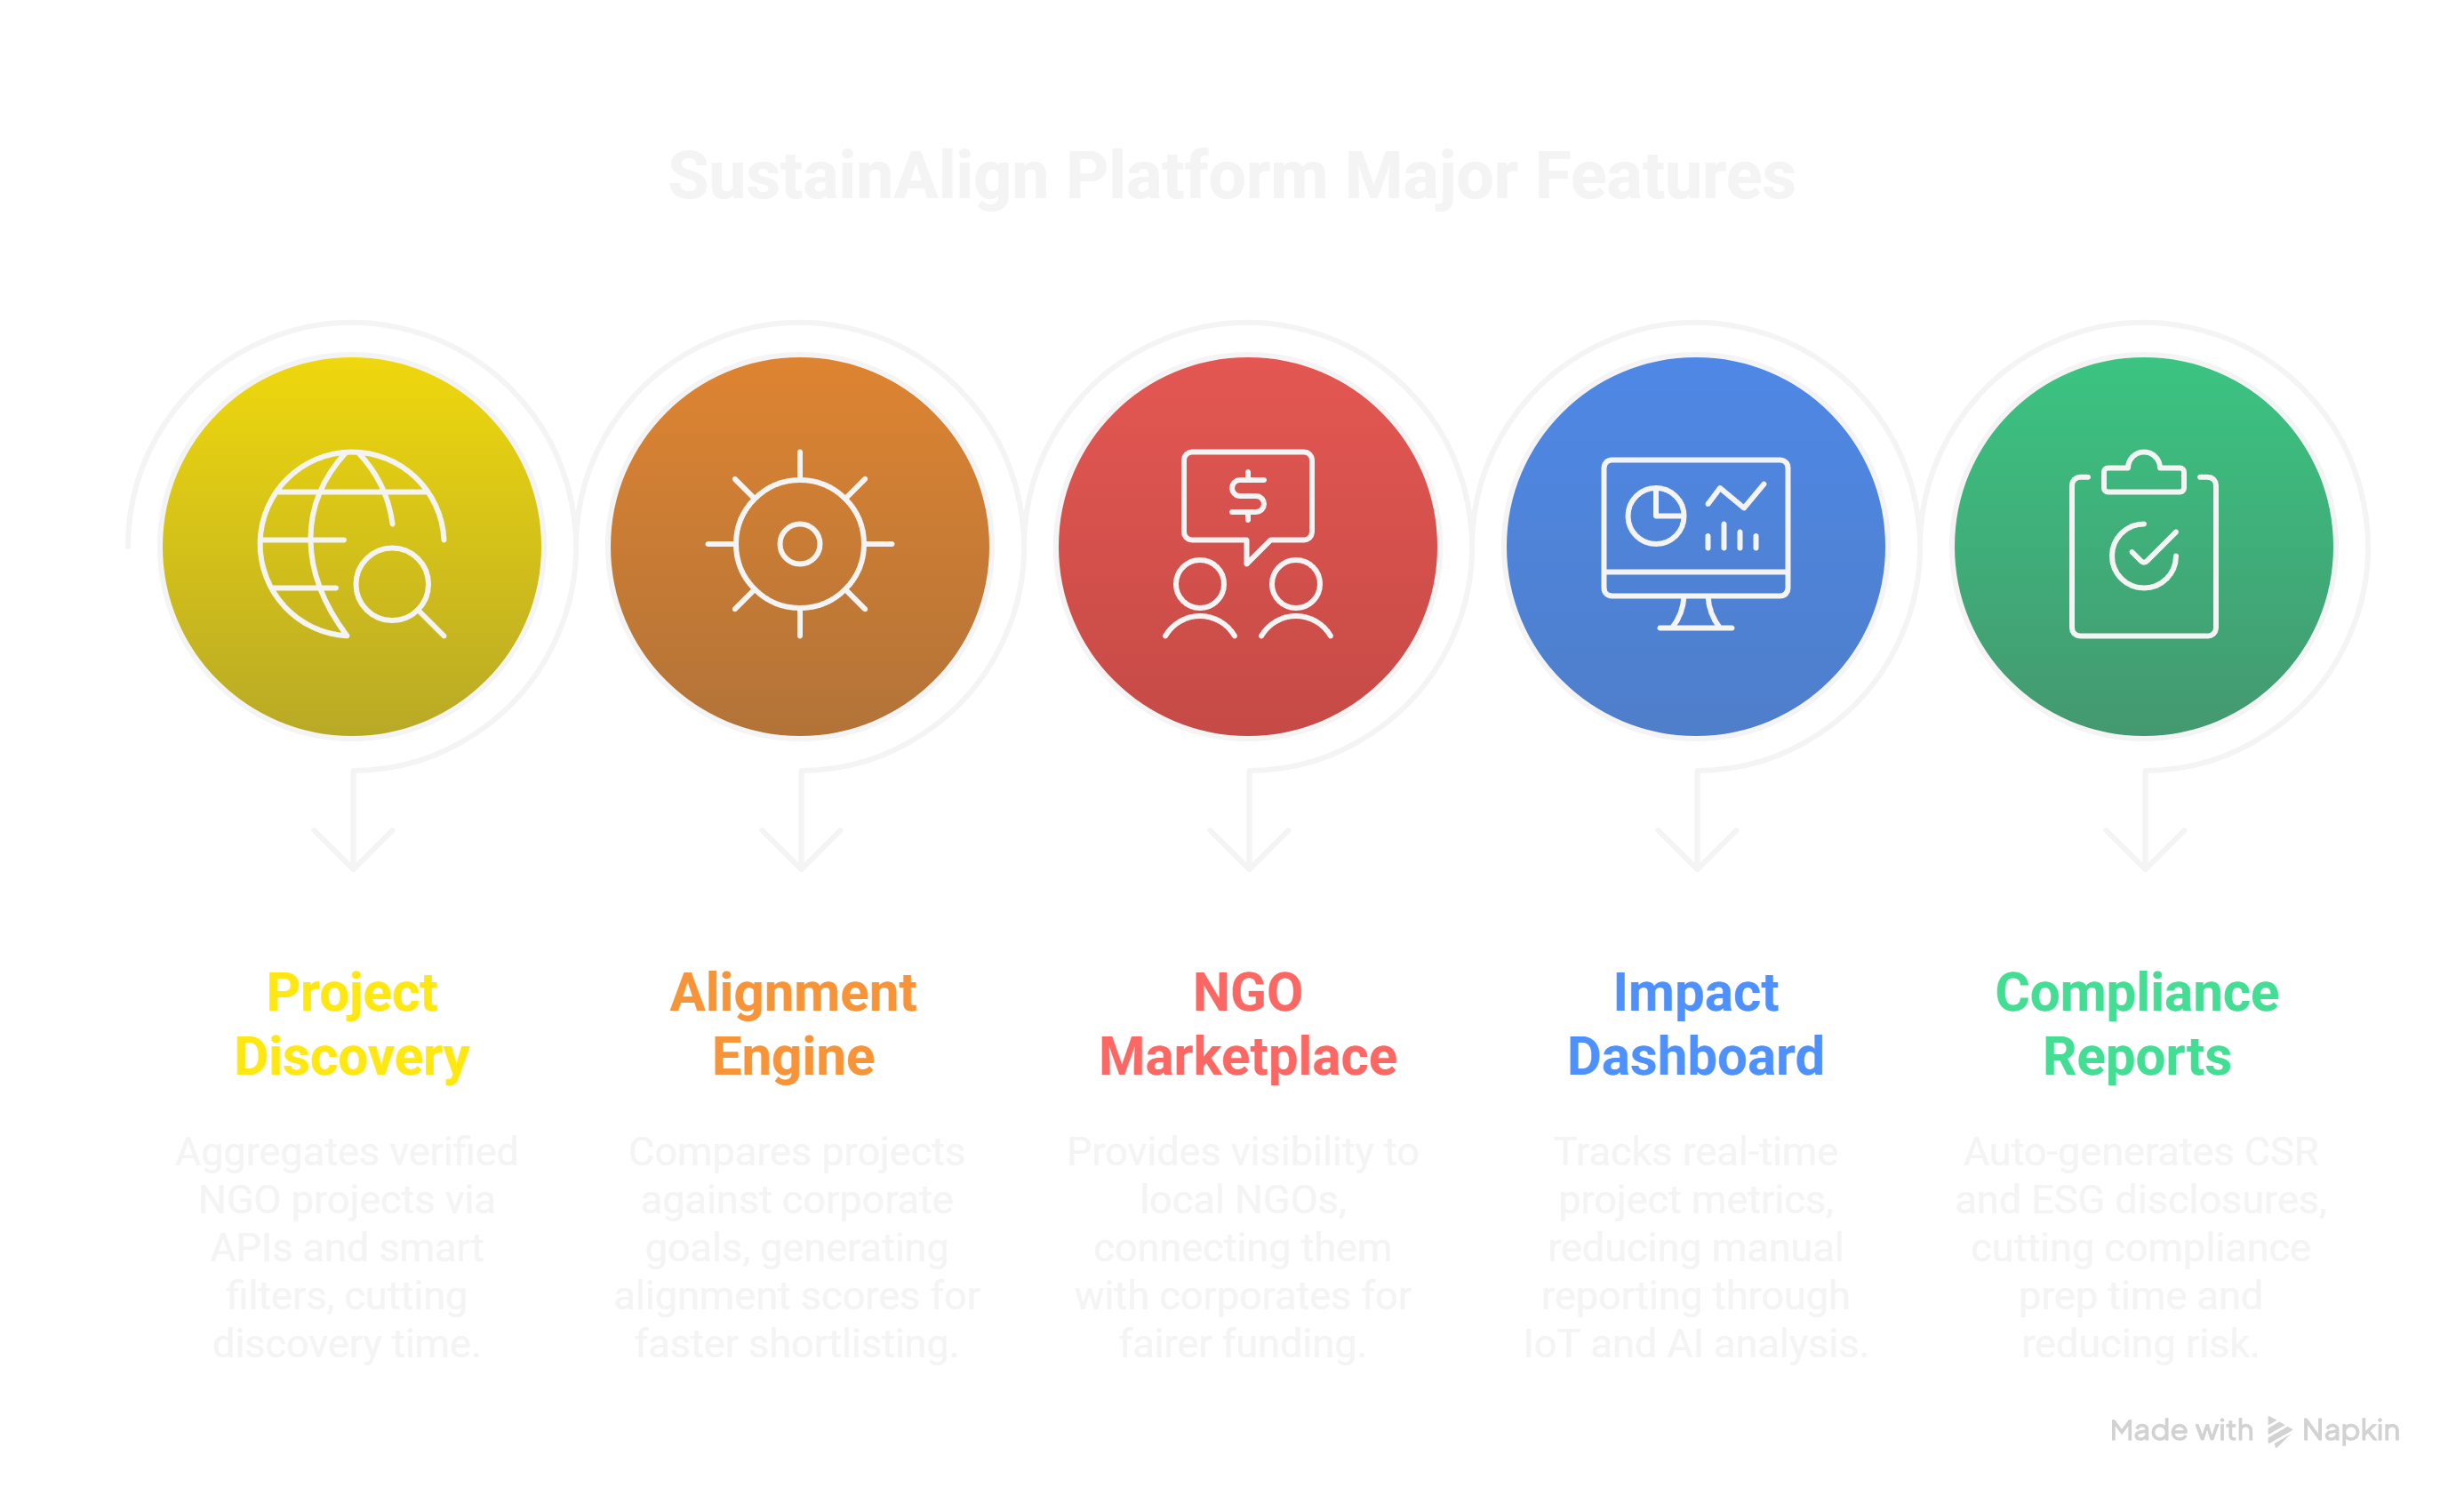 SustainAlign Platform Major Features
Project
Discovery
Aggregates verified
NGO projects via
APIs and smart
filters, cutting
discovery time.
Alignment
Engine
Compares projects
against corporate
goals, generating
alignment scores for
faster shortlisting.
NGO
Marketplace
Provides visibility to
local NGOs,
connecting them
with corporates for
fairer funding.
Impact
Dashboard
Tracks real-time
project metrics,
reducing manual
reporting through
IoT and AI analysis.
Compliance
Reports
Auto-generates CSR
and ESG disclosures,
cutting compliance
prep time and
reducing risk.
Made with Napkin